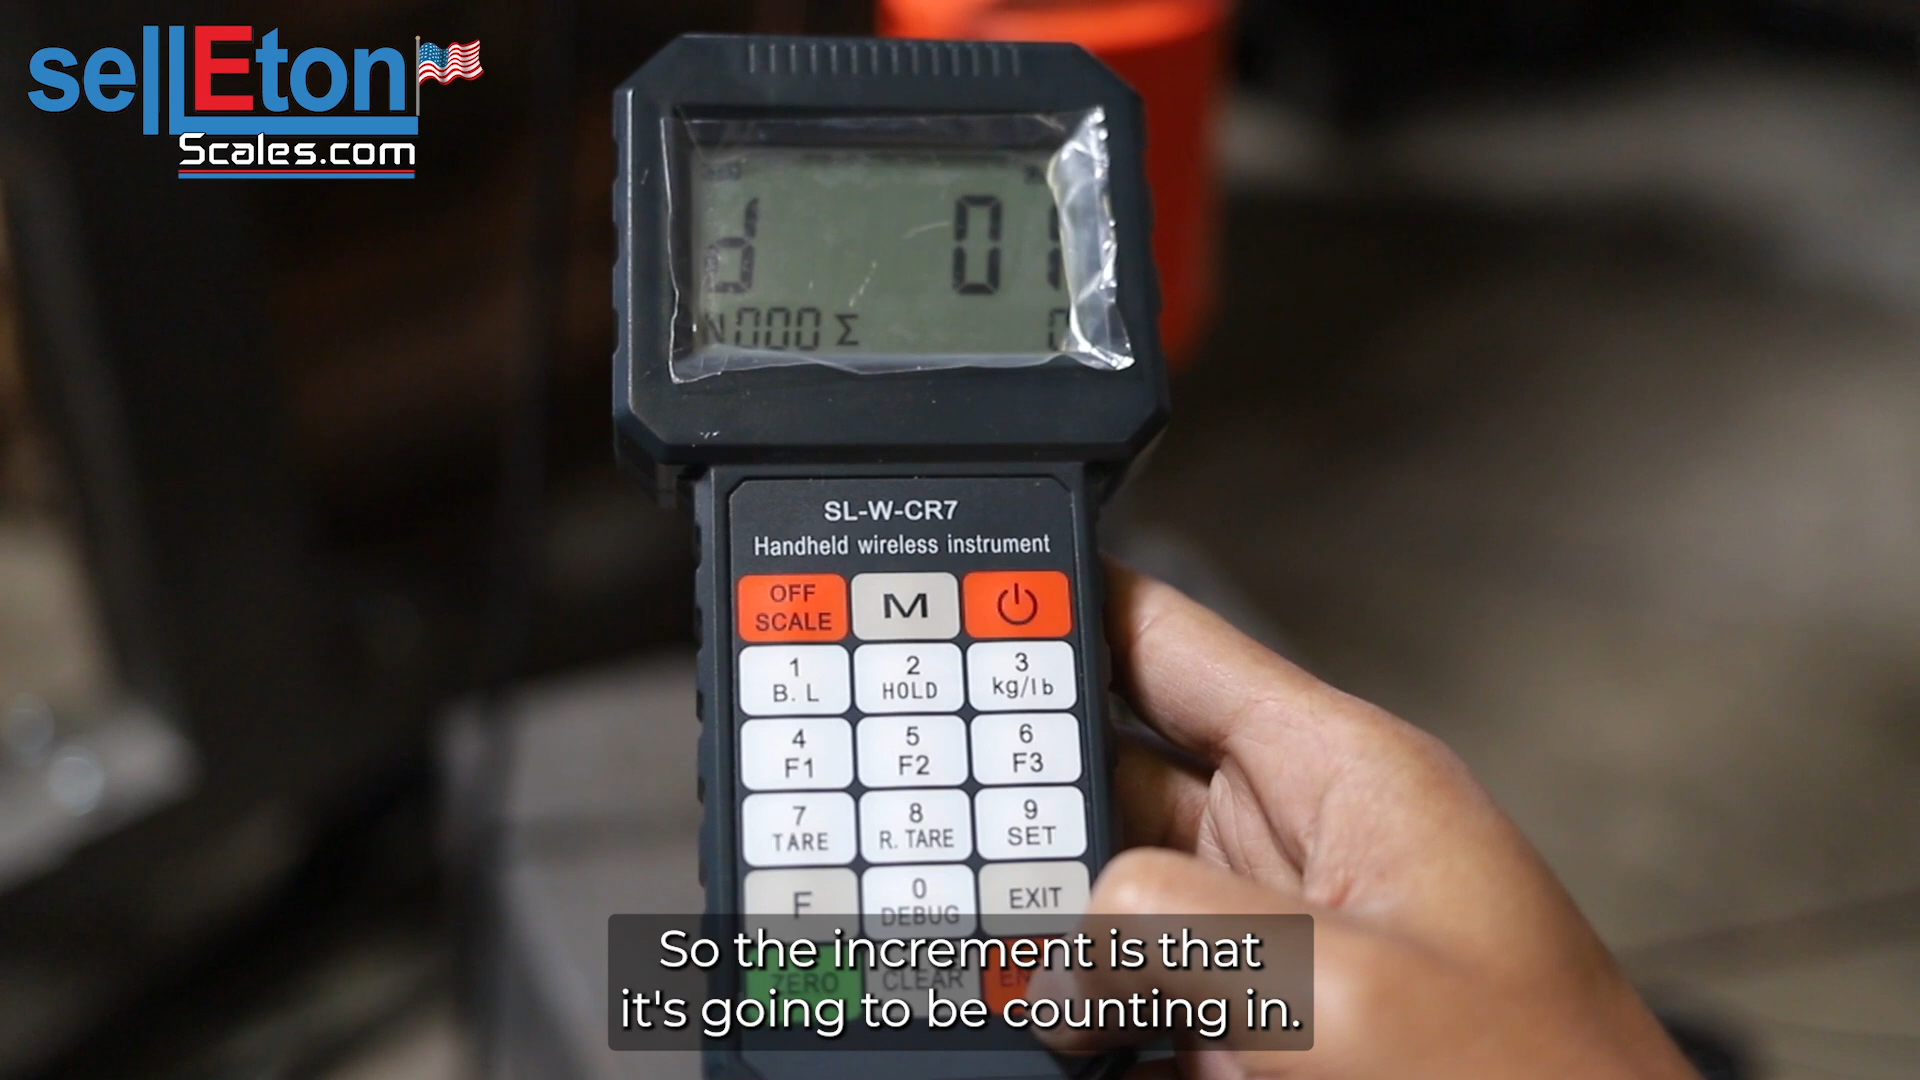 sellEton
Scales.com
d 01
N000 Σ 0
SL-W-CR7
Handheld wireless instrument
OFF
SCALE
M
1
B. L
2
HOLD
3
kg/lb
4
F1
5
F2
6
F3
7
TARE
8
R. TARE
9
SET
F
0
DEBUG
EXIT
ZERO
CLEAR
So the increment is that
it's going to be counting in.